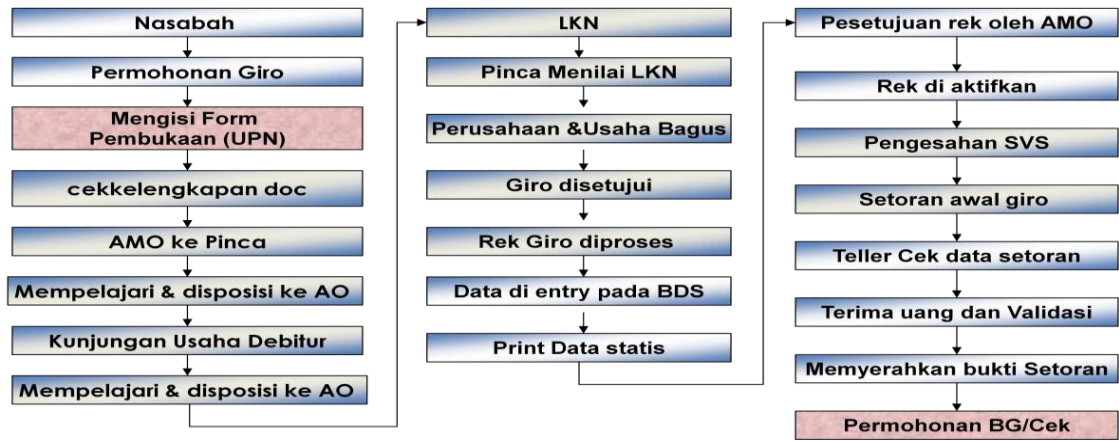 Nasabah
Permohonan Giro
Mengisi Form
Pembukaan (UPN)
cekkelengkapan doc
AMO ke Pinca
Mempelajari & disposisi ke AO
Kunjungan Usaha Debitur
Mempelajari & disposisi ke AO
LKN
Pinca Menilai LKN
Perusahaan &Usaha Bagus
Giro disetujui
Rek Giro diproses
Data di entry pada BDS
Print Data statis
Pesetujuan rek oleh AMO
Rek di aktifkan
Pengesahan SVS
Setoran awal giro
Teller Cek data setoran
Terima uang dan Validasi
Memyerahkan bukti Setoran
Permohonan BG/Cek